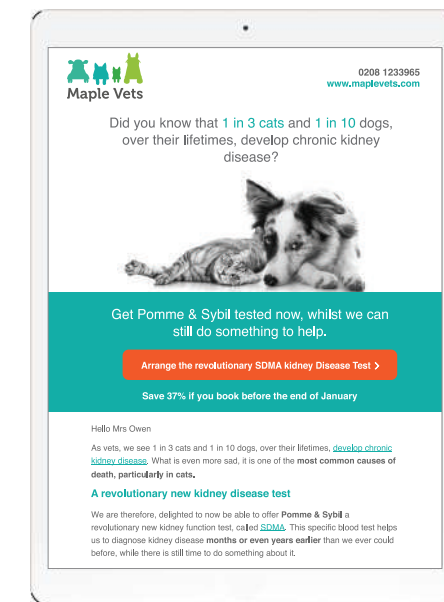 Maple Vets
0208 1233965
www.maplevets.com
Did you know that 1 in 3 cats and 1 in 10 dogs,
over their lifetimes, develop chronic kidney
disease?
Get Pomme & Sybil tested now, whilst we can
still do something to help.
Arrange the revolutionary SDMA kidney Disease Test >
Save 37% if you book before the end of January
Hello Mrs Owen
As vets, we see 1 in 3 cats and 1 in 10 dogs, over their lifetimes, develop chronic
kidney disease. What is even more sad, it is one of the most common causes of
death, particularly in cats.
A revolutionary new kidney disease test
We are therefore, delighted to now be able to offer Pomme & Sybil a
revolutionary new kidney function test, called SDMA. This specific blood test helps
us to diagnose kidney disease months or even years earlier than we ever could
before, while there is still time to do something about it.